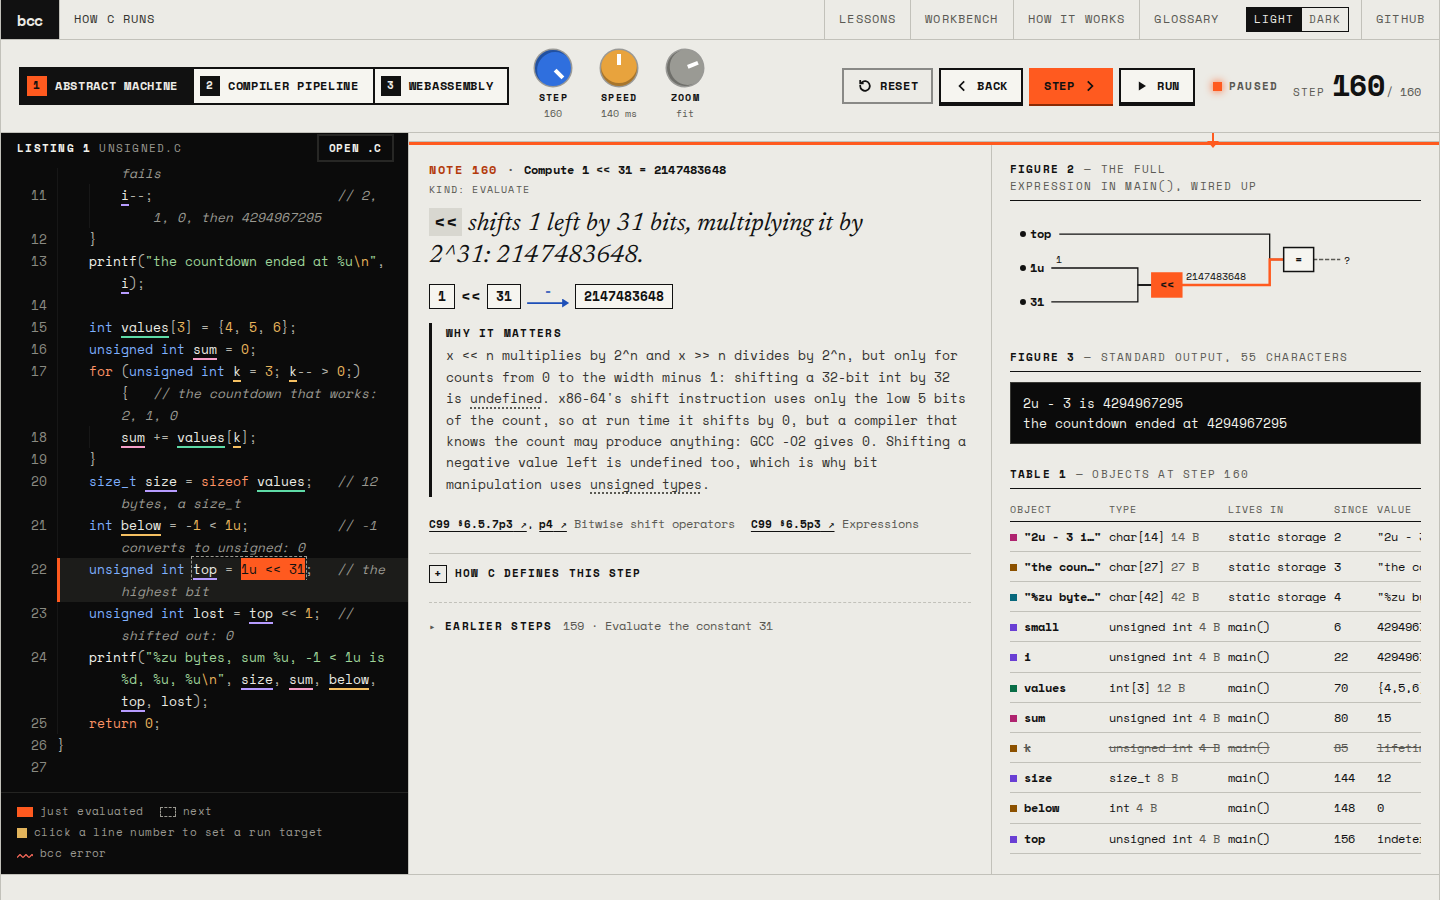 bcc HOW C RUNS LESSONS WORKBENCH HOW IT WORKS GLOSSARY LIGHT DARK GITHUB
1 ABSTRACT MACHINE 2 COMPILER PIPELINE 3 WEBASSEMBLY
STEP SPEED ZOOM
160 140 ms fit
RESET BACK STEP RUN PAUSED STEP 160 / 160
LISTING 1 UNSIGNED.C OPEN .C
fails
11 i--; // 2,
1, 0, then 4294967295
12 }
13 printf("the countdown ended at %u\n",
i);
14
15 int values[3] = {4, 5, 6};
16 unsigned int sum = 0;
17 for (unsigned int k = 3; k-- > 0;)
{ // the countdown that works:
2, 1, 0
18 sum += values[k];
19 }
20 size_t size = sizeof values; // 12
bytes, a size_t
21 int below = -1 < 1u; // -1
converts to unsigned: 0
22 unsigned int top = 1u << 31; // the
highest bit
23 unsigned int lost = top << 1; //
shifted out: 0
24 printf("%zu bytes, sum %u, -1 < 1u is
%d, %u, %u\n", size, sum, below,
top, lost);
25 return 0;
26 }
27
just evaluated next
click a line number to set a run target
bcc error
NOTE 160 · Compute 1 << 31 = 2147483648
KIND: EVALUATE
<< shifts 1 left by 31 bits, multiplying it by
2^31: 2147483648.
1 << 31 2147483648
WHY IT MATTERS
x << n multiplies by 2^n and x >> n divides by 2^n, but only for
counts from 0 to the width minus 1: shifting a 32-bit int by 32
is undefined. x86-64's shift instruction uses only the low 5 bits
of the count, so at run time it shifts by 0, but a compiler that
knows the count may produce anything: GCC -O2 gives 0. Shifting a
negative value left is undefined too, which is why bit
manipulation uses unsigned types.
C99 §6.5.7p3 ↗, p4 ↗ Bitwise shift operators C99 §6.5p3 ↗ Expressions
+ HOW C DEFINES THIS STEP
▸ EARLIER STEPS 159 · Evaluate the constant 31
FIGURE 2 — THE FULL
EXPRESSION IN MAIN(), WIRED UP
top
1u 1
31
<< 2147483648
= ?
FIGURE 3 — STANDARD OUTPUT, 55 CHARACTERS
2u - 3 is 4294967295
the countdown ended at 4294967295
TABLE 1 — OBJECTS AT STEP 160
OBJECT TYPE LIVES IN SINCE VALUE
"2u - 3 i…" char[14] 14 B static storage 2 "2u -
"the coun…" char[27] 27 B static storage 3 "the co
"%zu byte…" char[42] 42 B static storage 4 "%zu b
small unsigned int 4 B main() 6 429496
i unsigned int 4 B main() 22 429496
values int[3] 12 B main() 70 {4,5,6
sum unsigned int 4 B main() 80 15
k unsigned int 4 B main() 85 lifeti
size size_t 8 B main() 144 12
below int 4 B main() 148 0
top unsigned int 4 B main() 156 indete